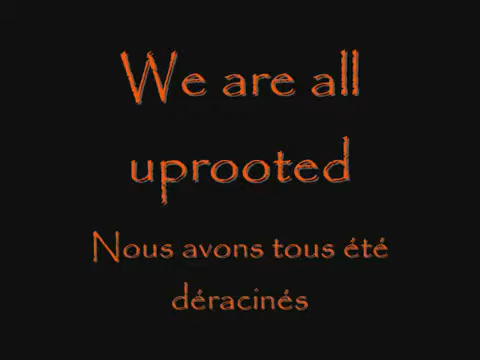 We are all
uprooted
Nous avons tous été
déracinés